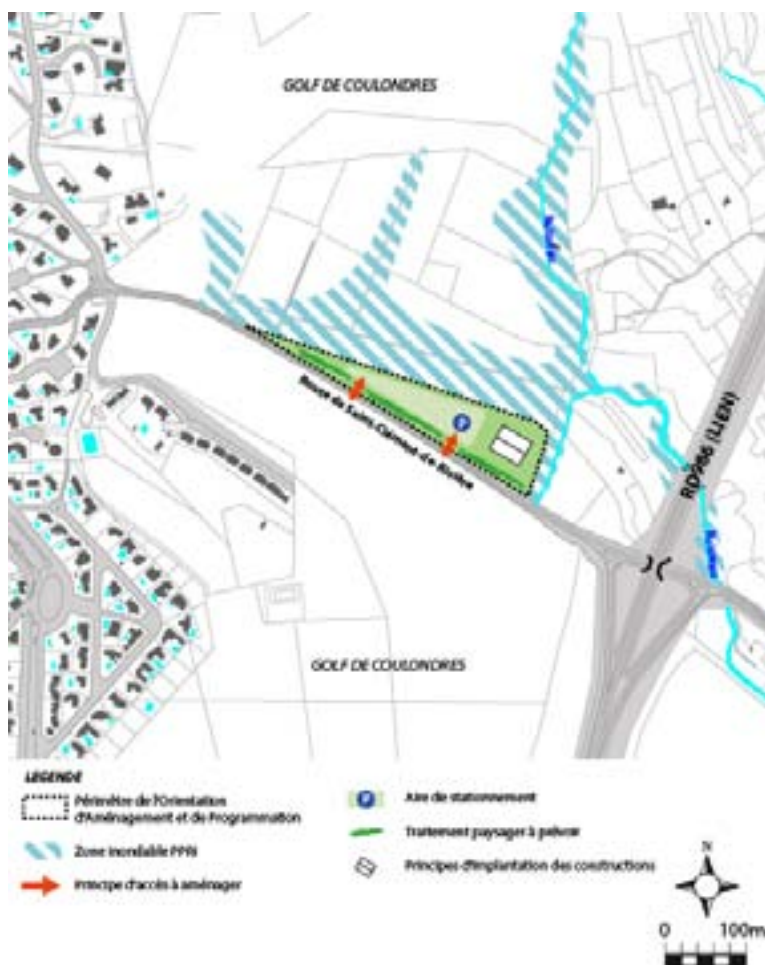 GOLF DE COULONDRES
Route de Saint Clément de Rivière
P
RD986 (LIEN)
GOLF DE COULONDRES
LEGENDE
Périmètre de l'Orientation
d'Aménagement et de Programmation
Zone inondable PPRi
Principe d'accès à aménager
P
Aire de stationnement
Traitement paysager à prévoir
Principes d'implantation des constructions
N
0 100m